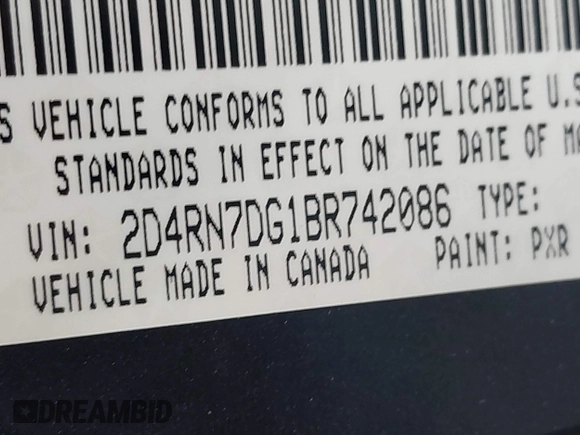 S VEHICLE CONFORMS TO ALL APPLICABLE U.S
STANDARDS IN EFFECT ON THE DATE OF MA
VIN: 2D4RN7DG1BR742086 TYPE:
VEHICLE MADE IN CANADA PAINT: PXR
DREAMBID